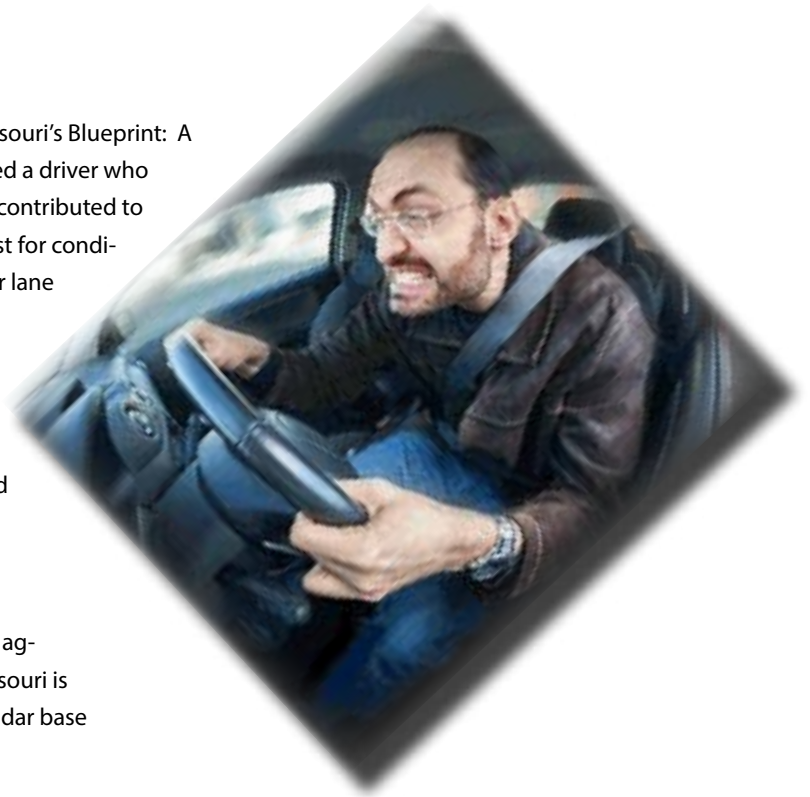 souri’s Blueprint:  A
ed a driver who
contributed to
st for condi-
r lane
d
ag-
souri is
dar base